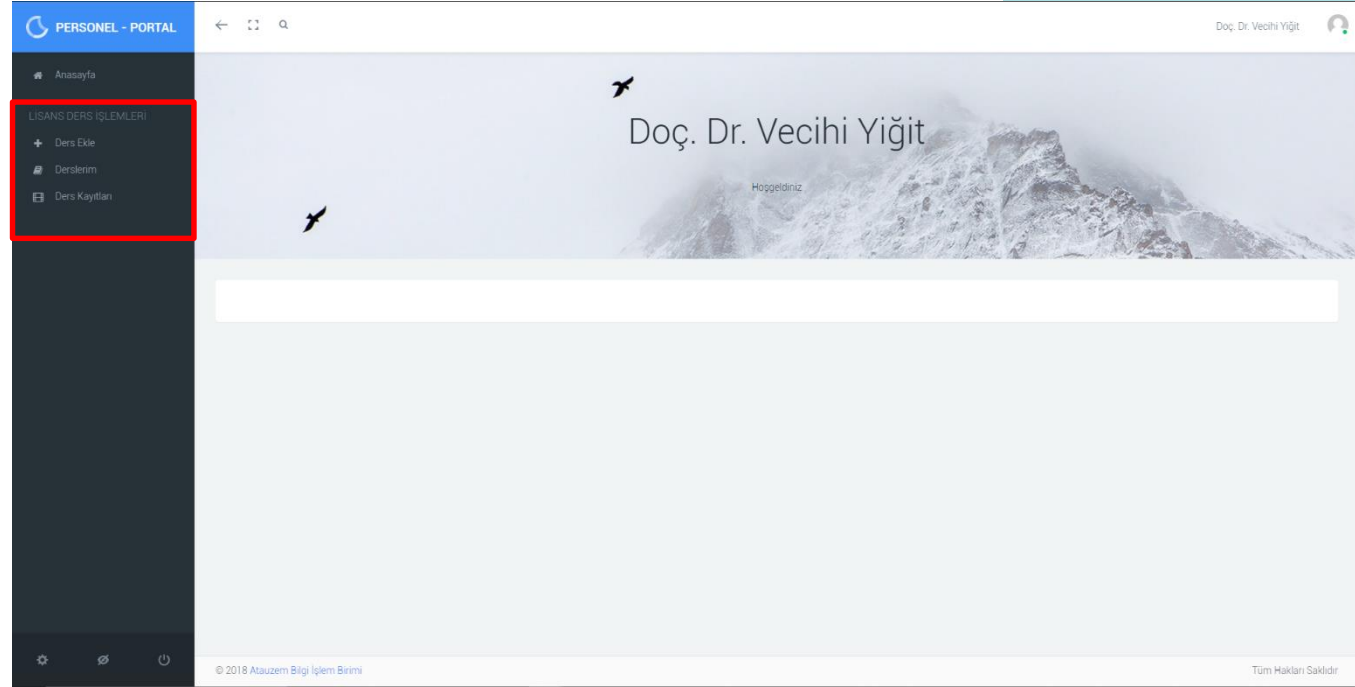 PERSONEL - PORTAL
Doç. Dr. Vecihi Yiğit
Anasayfa
LİSANS DERS İŞLEMLERİ
Ders Ekle
Derslerim
Ders Kayıtları
Doç. Dr. Vecihi Yiğit
Hoşgeldiniz
© 2018 Atauzem Bilgi İşlem Birimi
Tüm Hakları Saklıdır